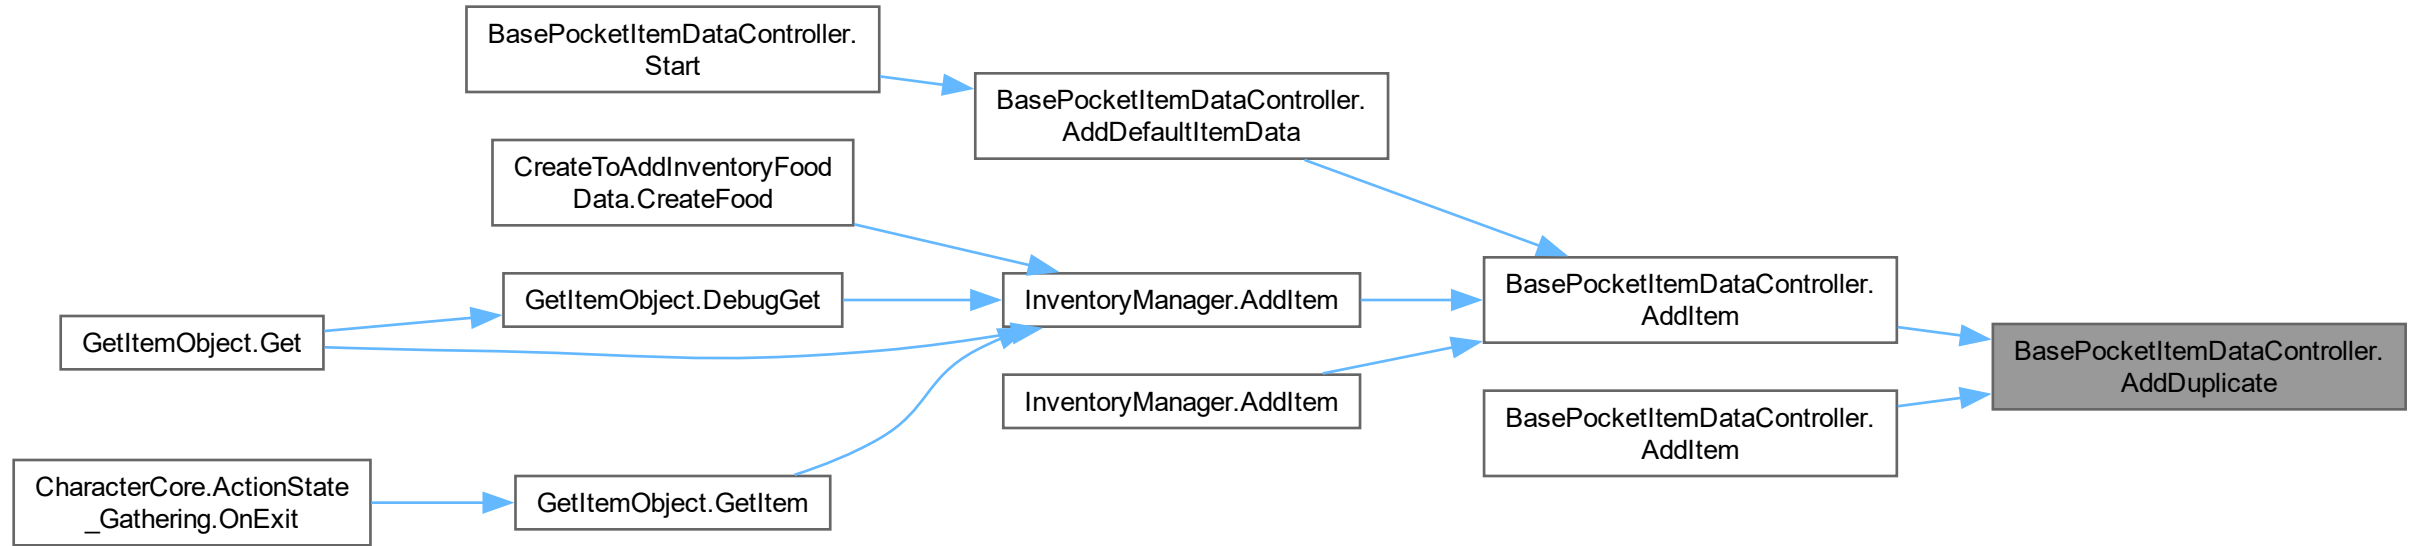 BasePocketItemDataController.
Start
BasePocketItemDataController.
AddDefaultItemData
CreateToAddInventoryFood
Data.CreateFood
GetItemObject.DebugGet
InventoryManager.AddItem
BasePocketItemDataController.
AddItem
GetItemObject.Get
BasePocketItemDataController.
AddDuplicate
InventoryManager.AddItem
BasePocketItemDataController.
AddItem
CharacterCore.ActionState
_Gathering.OnExit
GetItemObject.GetItem